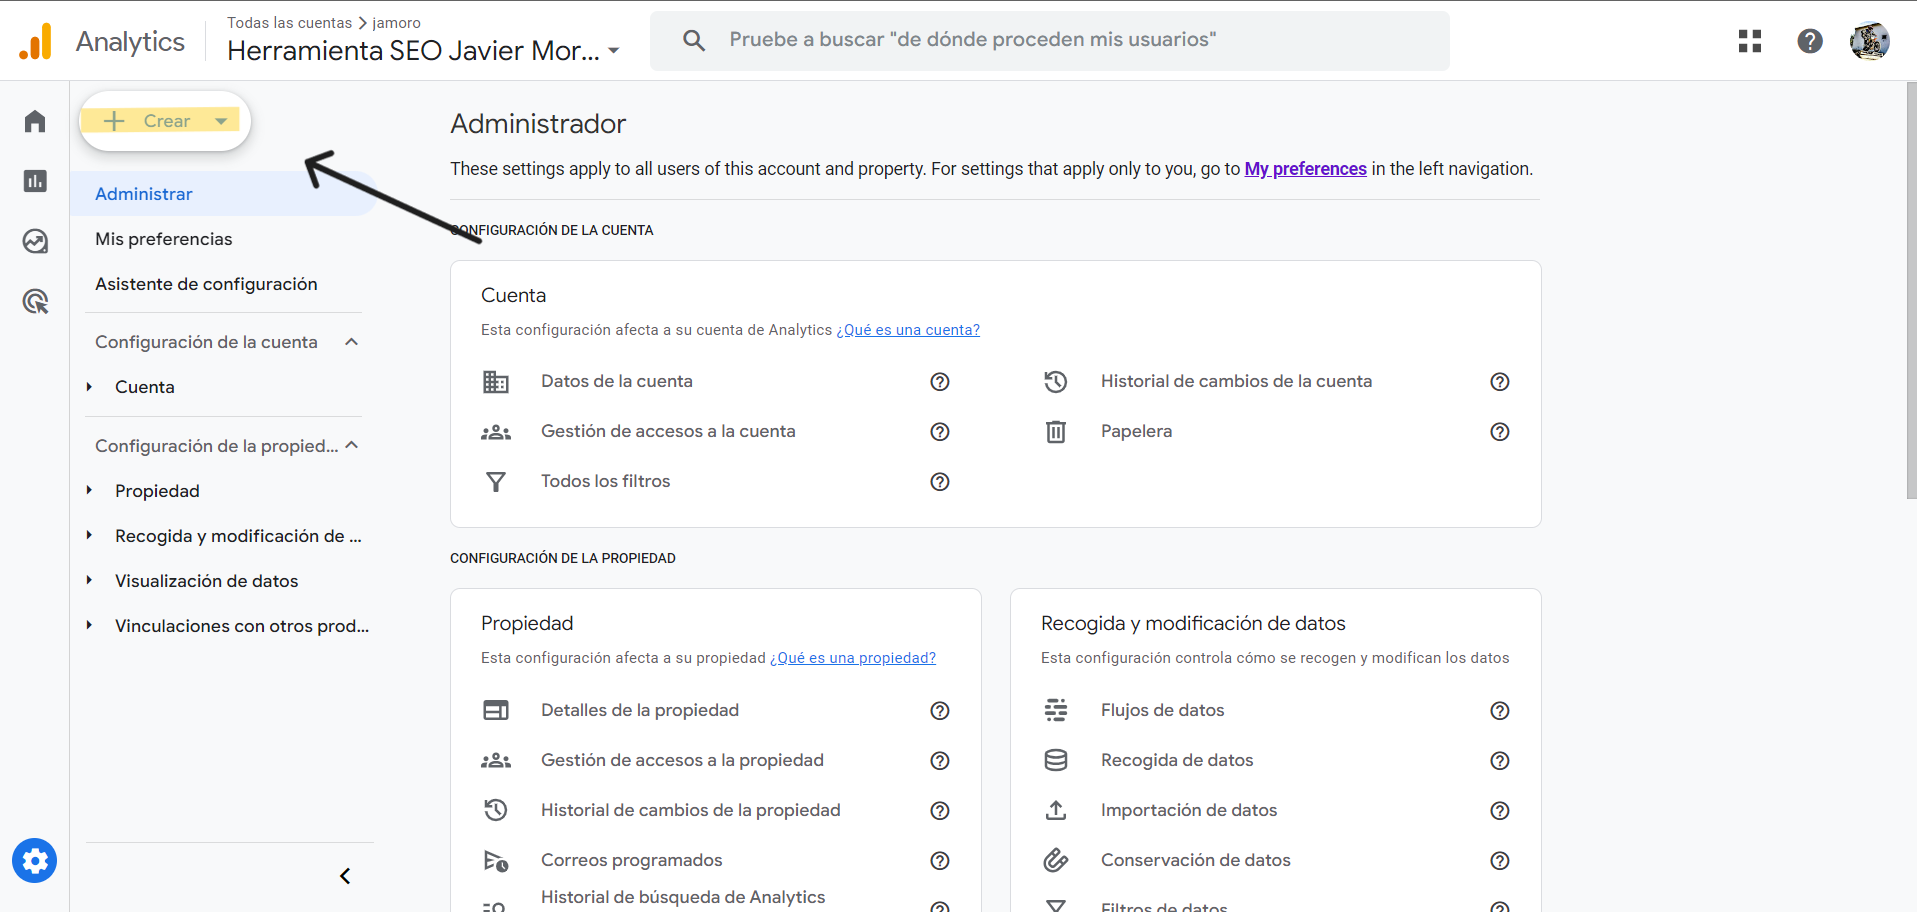 Analytics
Todas las cuentas > jamoro
Herramienta SEO Javier Mor...
Pruebe a buscar "de dónde proceden mis usuarios"
Crear
Administrar
Mis preferencias
Asistente de configuración
Configuración de la cuenta
Cuenta
Configuración de la propied...
Propiedad
Recogida y modificación de ...
Visualización de datos
Vinculaciones con otros prod...
Administrador
These settings apply to all users of this account and property. For settings that apply only to you, go to My preferences in the left navigation.
CONFIGURACIÓN DE LA CUENTA
Cuenta
Esta configuración afecta a su cuenta de Analytics ¿Qué es una cuenta?
Datos de la cuenta
Historial de cambios de la cuenta
Gestión de accesos a la cuenta
Papelera
Todos los filtros
CONFIGURACIÓN DE LA PROPIEDAD
Propiedad
Esta configuración afecta a su propiedad ¿Qué es una propiedad?
Detalles de la propiedad
Gestión de accesos a la propiedad
Historial de cambios de la propiedad
Correos programados
Historial de búsqueda de Analytics
Recogida y modificación de datos
Esta configuración controla cómo se recogen y modifican los datos
Flujos de datos
Recogida de datos
Importación de datos
Conservación de datos
Filtros de datos